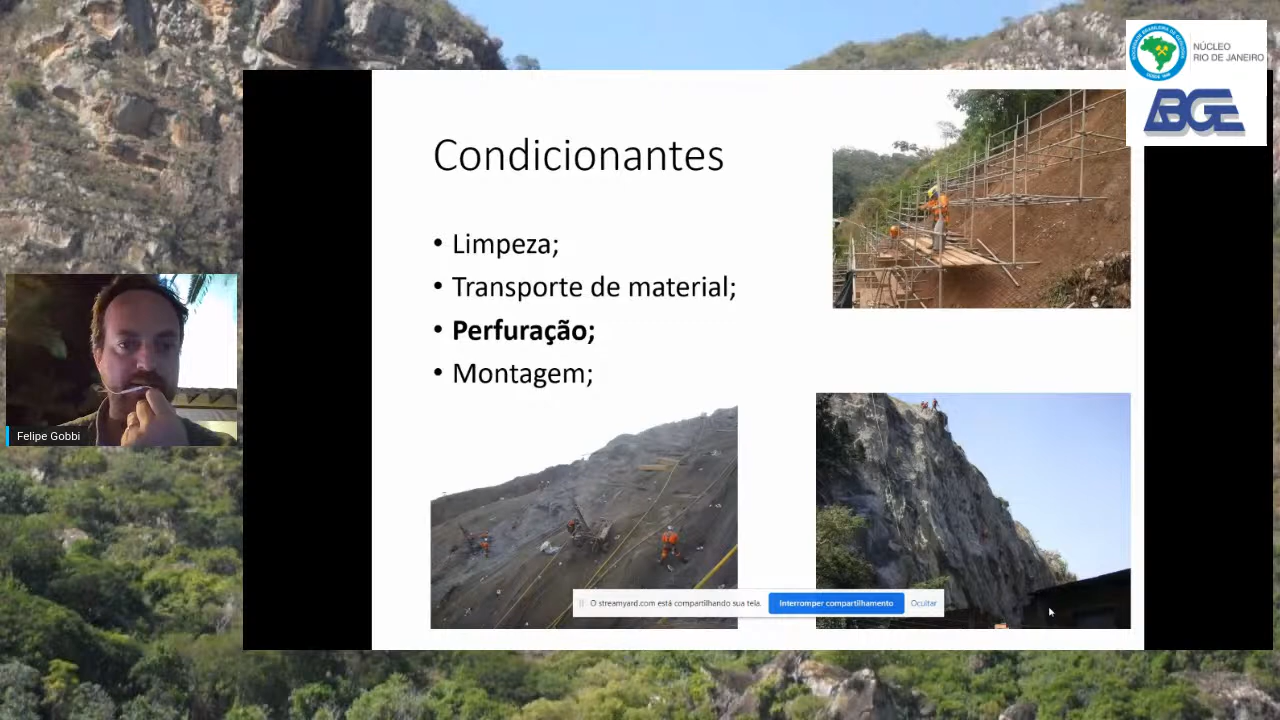 NÚCLEO
RIO DE JANEIRO
ABGE
Condicionantes
• Limpeza;
• Transporte de material;
• Perfuração;
• Montagem;
Felipe Gobbi
O streamyard.com está compartilhando sua tela.
Interromper compartilhamento
Ocultar